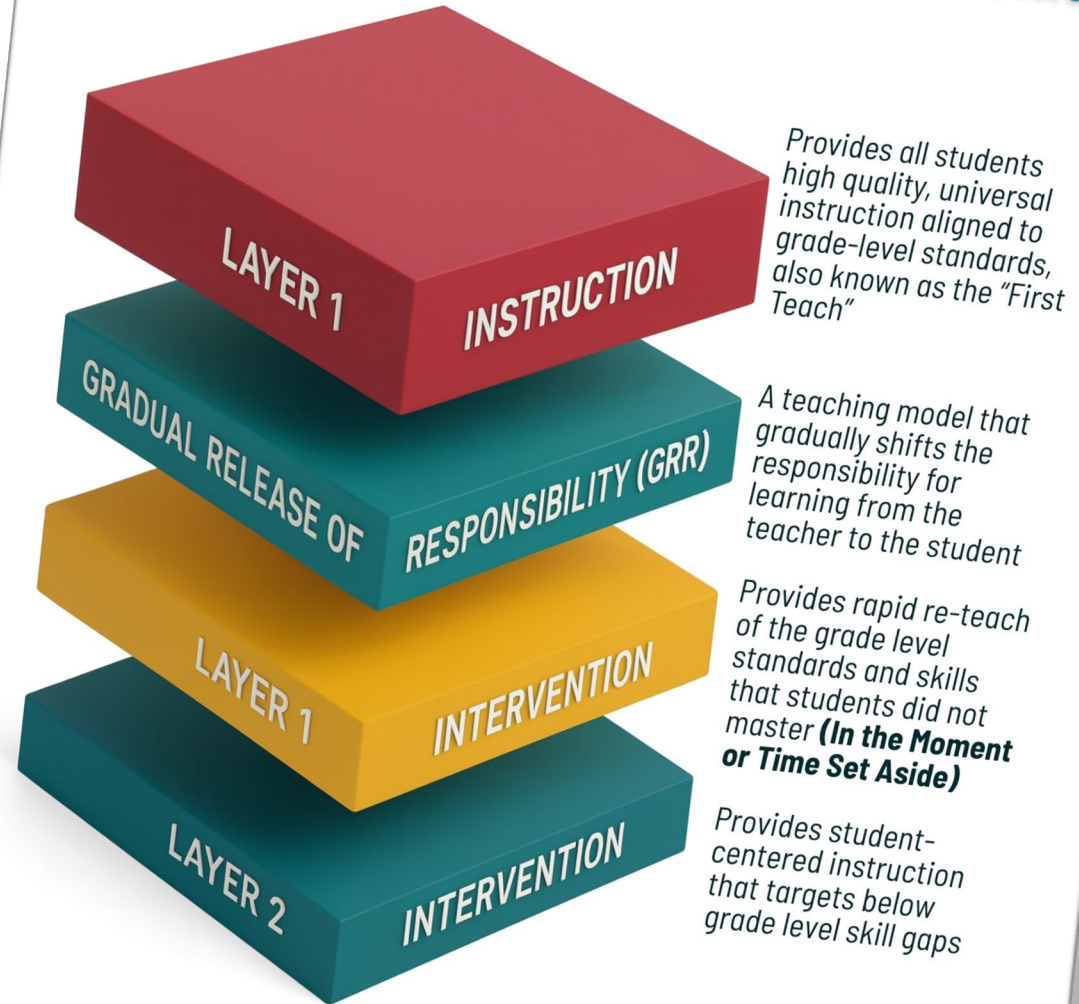 LAYER 1 INSTRUCTION
Provides all students
high quality, universal
instruction aligned to
grade-level standards,
also known as the “First
Teach”
GRADUAL RELEASE OF RESPONSIBILITY (GRR)
A teaching model that
gradually shifts the
responsibility for
learning from the
teacher to the student
LAYER 1 INTERVENTION
Provides rapid re-teach
of the grade level
standards and skills
that students did not
master (In the Moment
or Time Set Aside)
LAYER 2 INTERVENTION
Provides student-
centered instruction
that targets below
grade level skill gaps